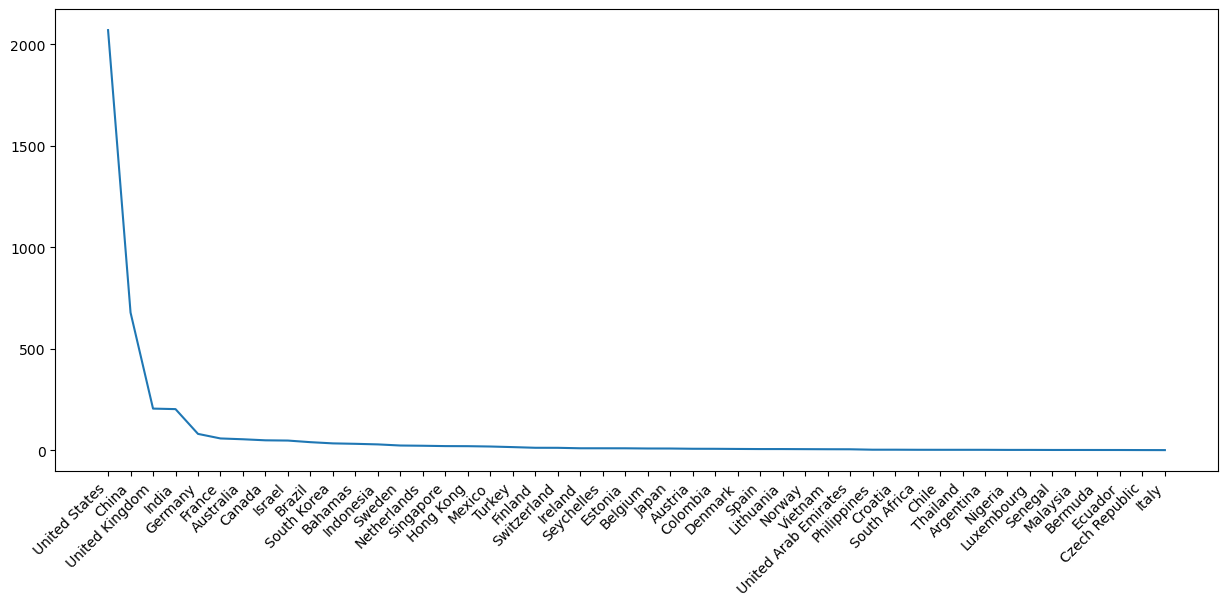 2000
1500
1000
500
0
United States
China
United Kingdom
India
Germany
France
Australia
Canada
Israel
Brazil
South Korea
Bahamas
Indonesia
Sweden
Netherlands
Singapore
Hong Kong
Mexico
Turkey
Finland
Switzerland
Ireland
Seychelles
Estonia
Belgium
Japan
Austria
Colombia
Denmark
Spain
Lithuania
Norway
Vietnam
United Arab Emirates
Philippines
Croatia
South Africa
Chile
Thailand
Argentina
Nigeria
Luxembourg
Senegal
Malaysia
Bermuda
Ecuador
Czech Republic
Italy